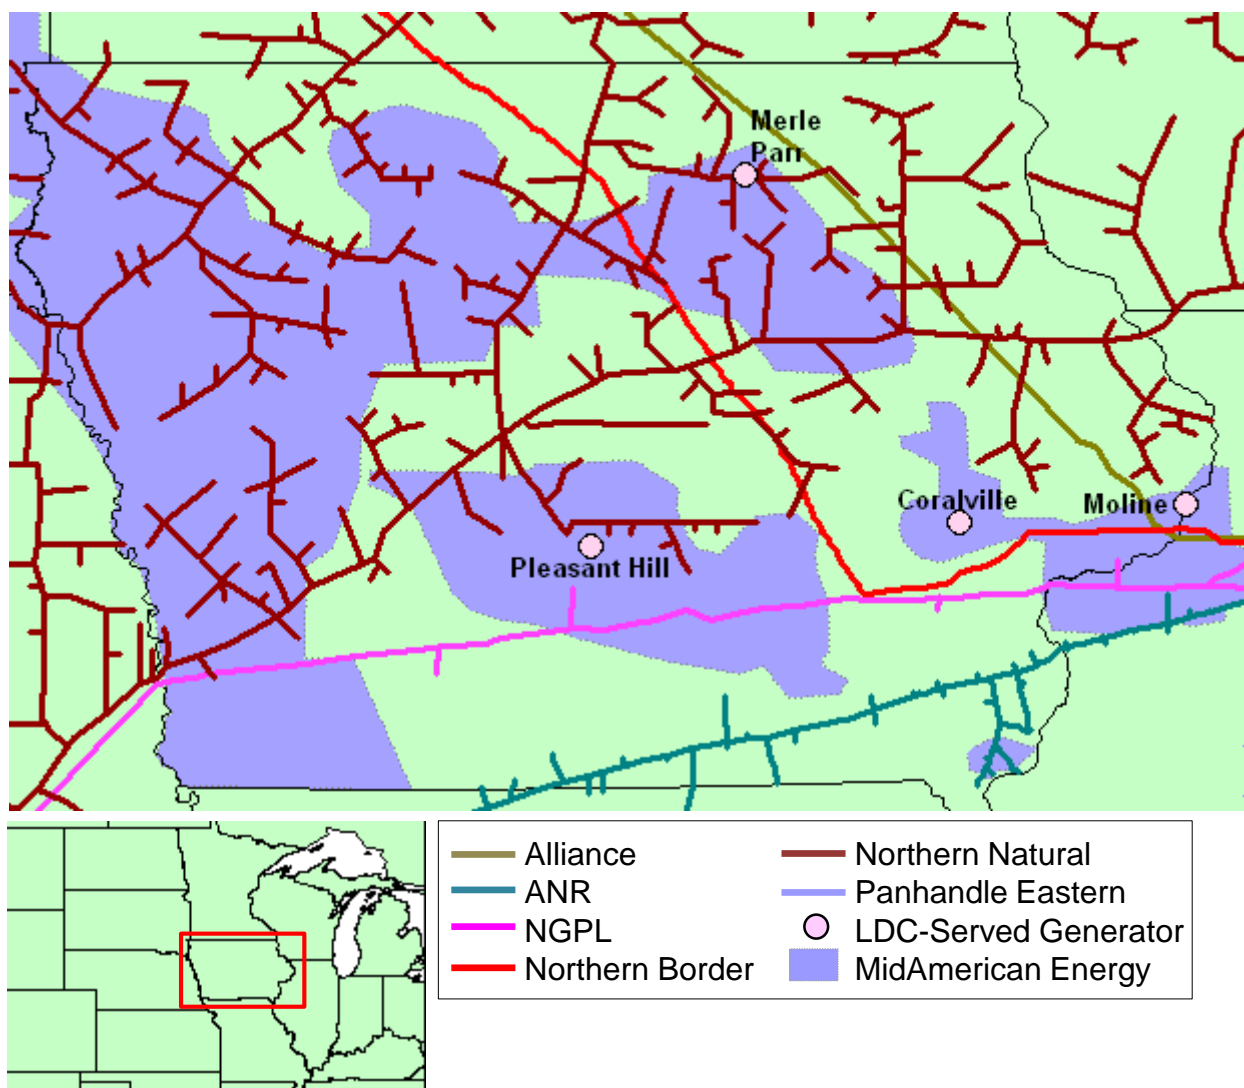 Merle
Parr
Coralville
Moline
Pleasant Hill
Alliance
Northern Natural
ANR
Panhandle Eastern
NGPL
LDC-Served Generator
Northern Border
MidAmerican Energy